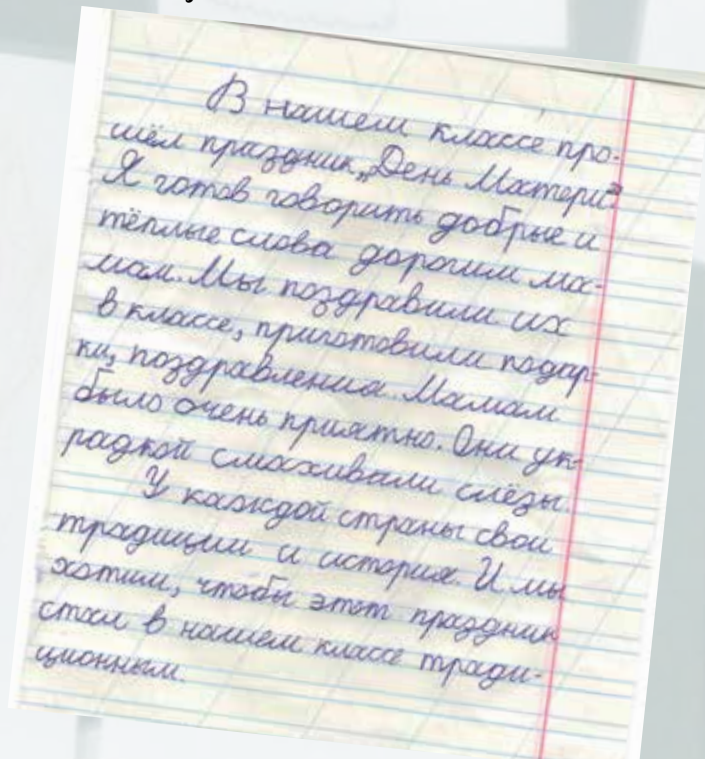 В нашем классе про-
шёл праздник „День Матери“
Я готов говорить добрые и
тёплые слова дорогим ма-
мам. Мы поздравили их
в классе, приготовили подар-
ки, поздравления. Мамам
было очень приятно. Они ук-
радкой смахивали слёзы.
У каждой страны свои
традиции и история. И мы
хотим, чтобы этот праздник
стал в нашем классе тради-
ционным.